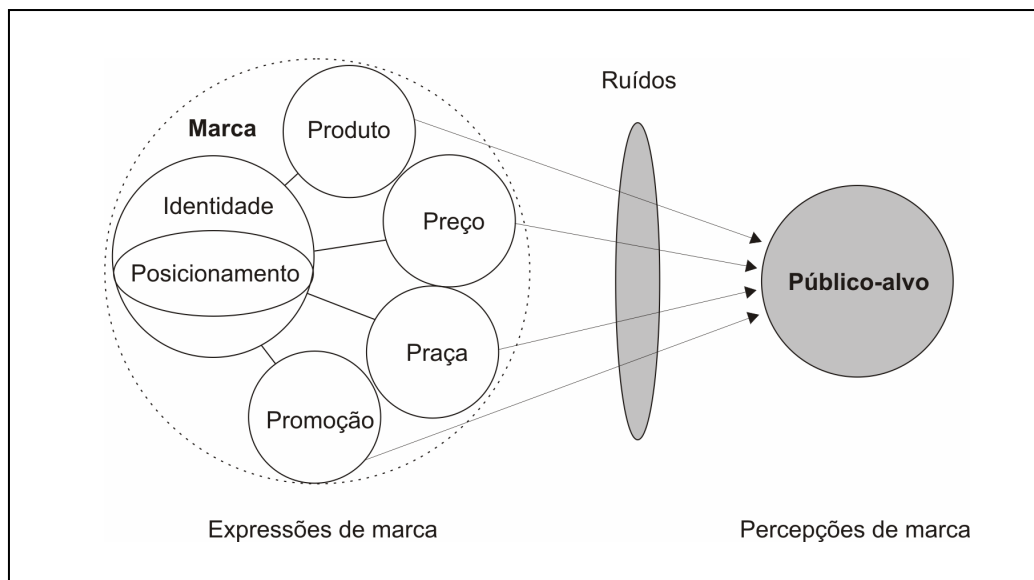 Ruídos
Marca
Produto
Identidade
Preço
Posicionamento
Público-alvo
Praça
Promoção
Expressões de marca
Percepções de marca